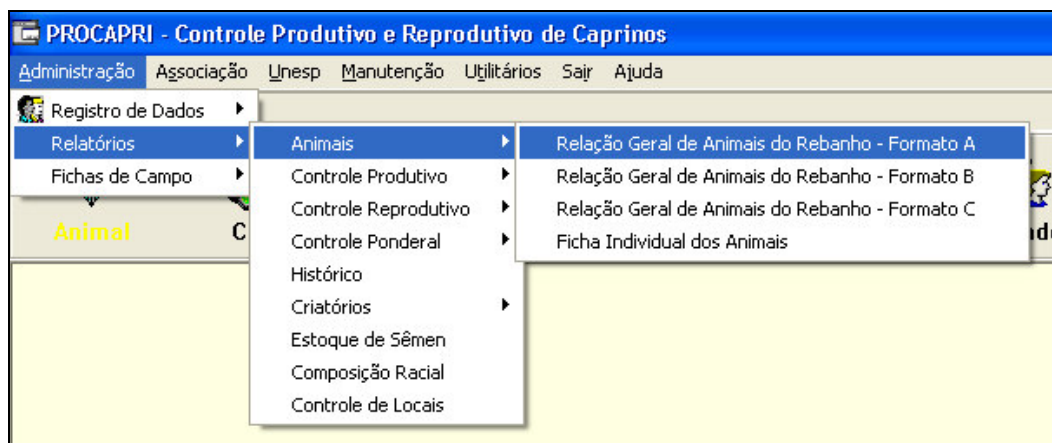 PROCAPRI - Controle Produtivo e Reprodutivo de Caprinos
Administração Associação Unesp Manutenção Utilitários Sair Ajuda
Registro de Dados
Relatórios
Fichas de Campo
Animal
C
Animais
Controle Produtivo
Controle Reprodutivo
Controle Ponderal
Histórico
Criatórios
Estoque de Sêmen
Composição Racial
Controle de Locais
Relação Geral de Animais do Rebanho - Formato A
Relação Geral de Animais do Rebanho - Formato B
Relação Geral de Animais do Rebanho - Formato C
Ficha Individual dos Animais